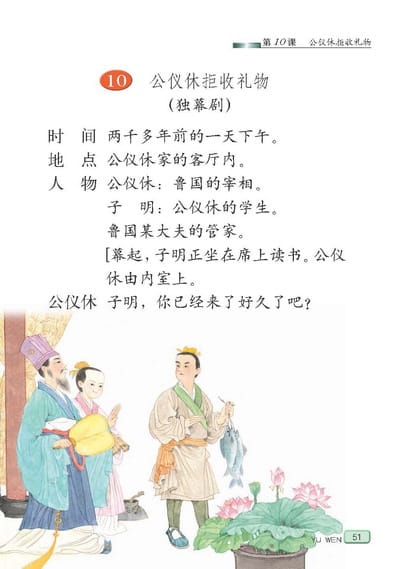 第10课 公仪休拒收礼物
10 公仪休拒收礼物
(独幕剧)
时 间 两千多年前的一天下午。
地 点 公仪休家的客厅内。
人 物 公仪休：鲁国的宰相。
子 明：公仪休的学生。
鲁国某大夫的管家。
[幕起，子明正坐在席上读书。公仪
休由内室上。
公仪休 子明，你已经来了好久了吧？
YU WEN 51